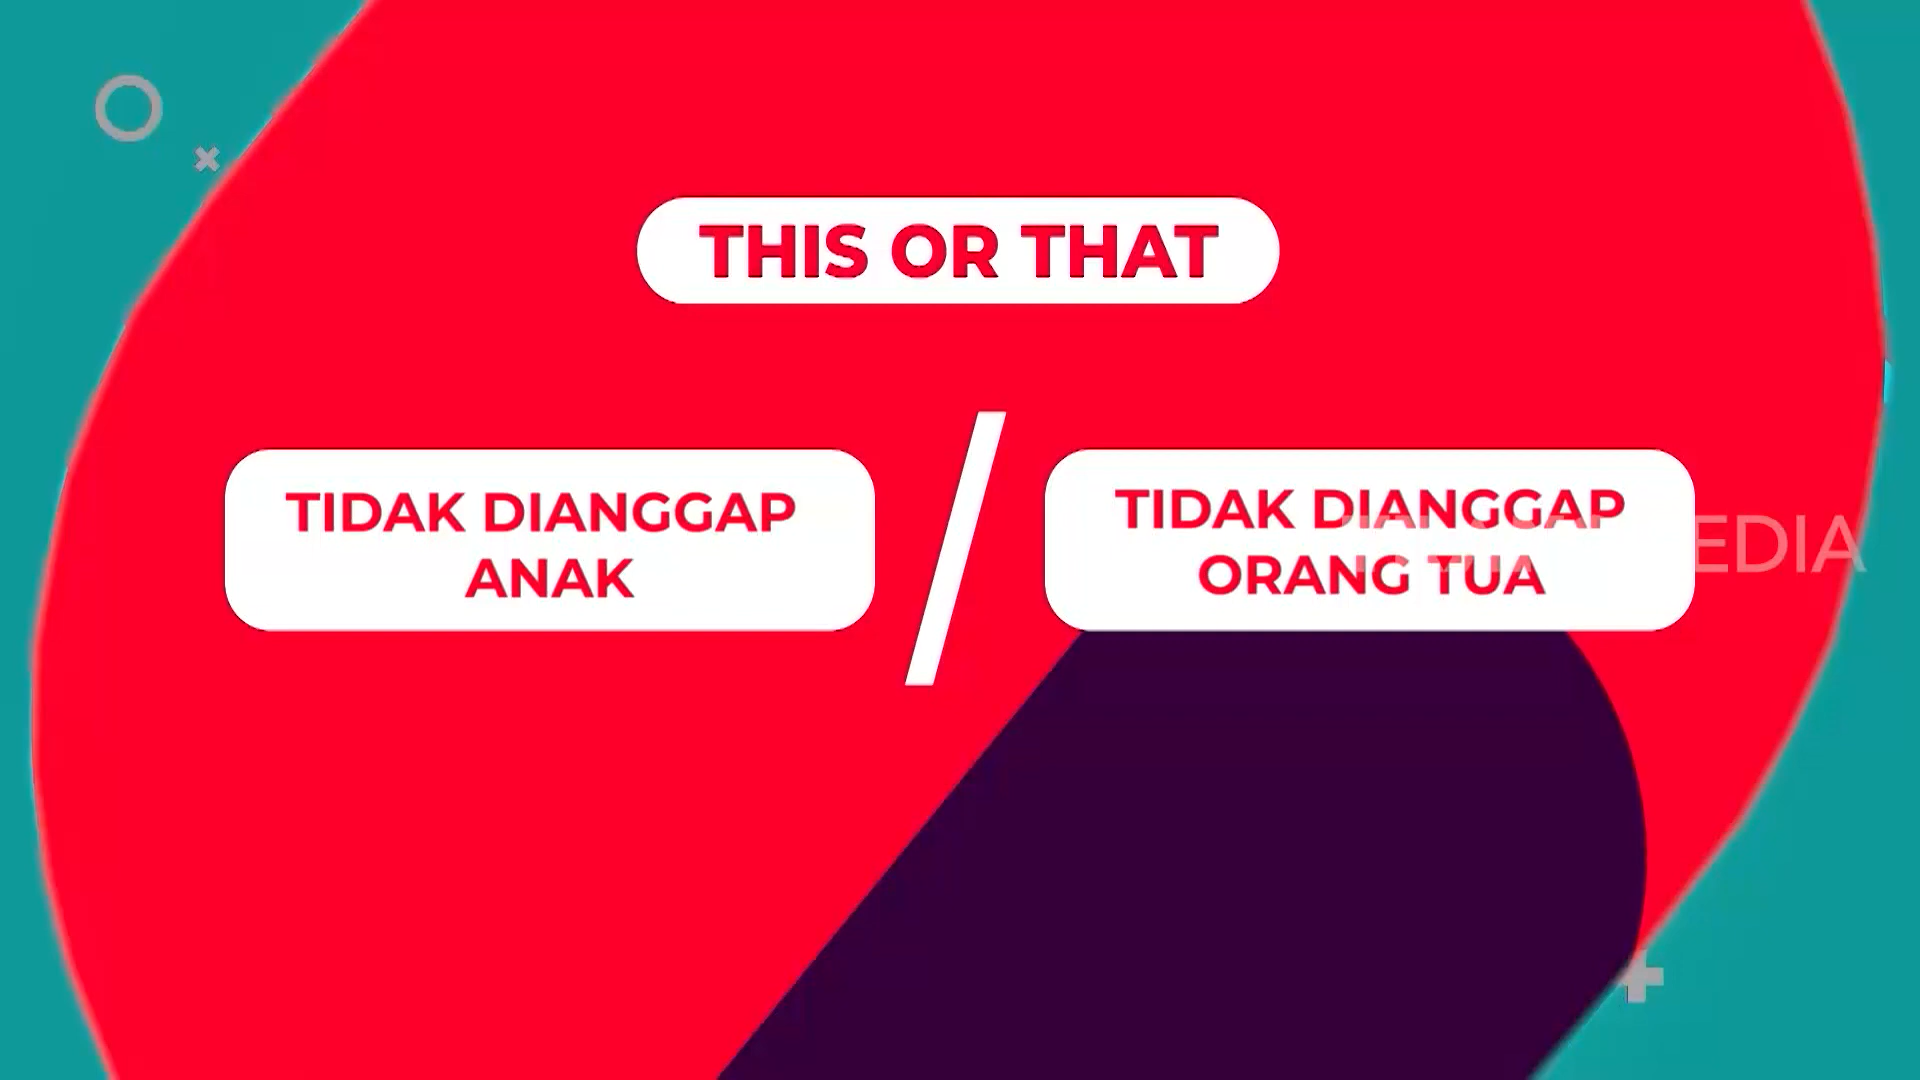 THIS OR THAT
TIDAK DIANGGAP
ANAK
/
TIDAK DIANGGAP
ORANG TUA